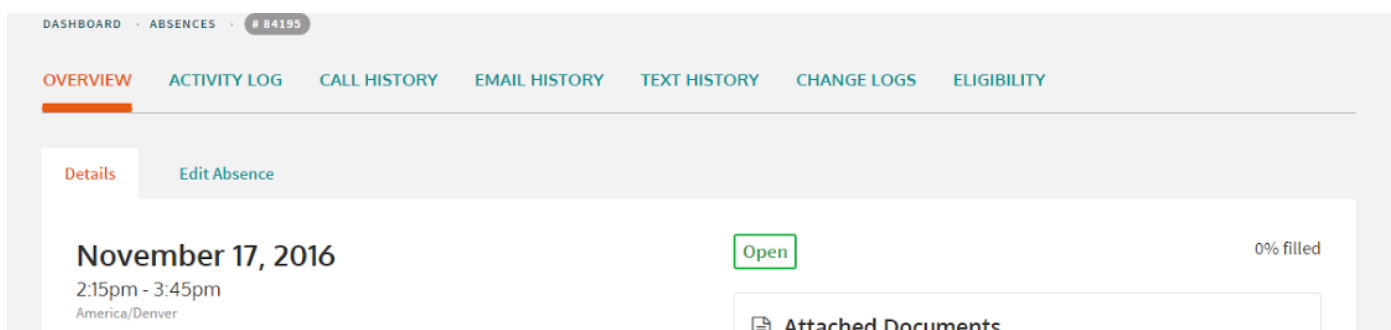 DASHBOARD · ABSENCES · # 84195
OVERVIEW ACTIVITY LOG CALL HISTORY EMAIL HISTORY TEXT HISTORY CHANGE LOGS ELIGIBILITY
Details Edit Absence
November 17, 2016
2:15pm - 3:45pm
America/Denver
Open 0% filled
Attached Documents